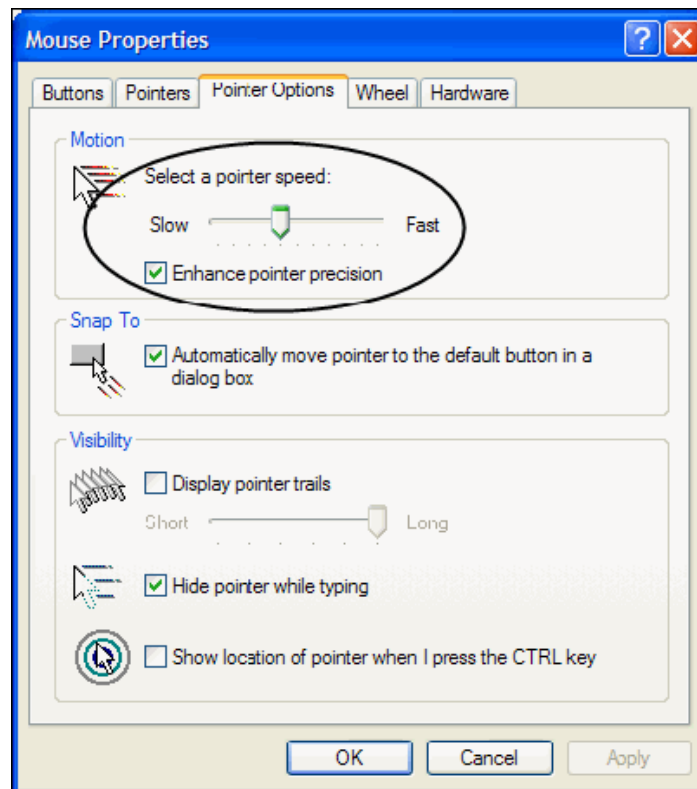 Mouse Properties
?
X
Buttons Pointers Pointer Options Wheel Hardware
Motion
Select a pointer speed:
Slow Fast
Enhance pointer precision
Snap To
Automatically move pointer to the default button in a
dialog box
Visibility
Display pointer trails
Short Long
Hide pointer while typing
Show location of pointer when I press the CTRL key
OK Cancel Apply